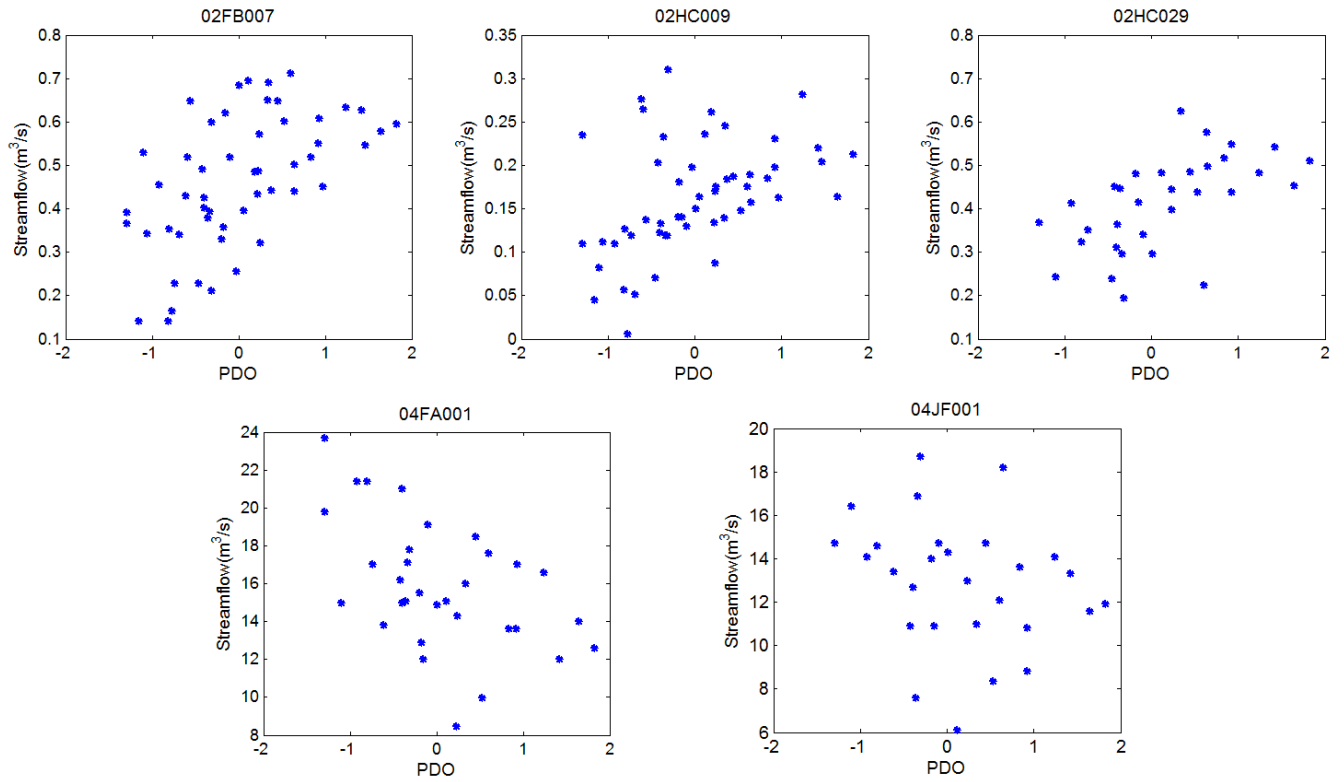 02FB007
0.8
0.7
0.6
0.5
0.4
0.3
0.2
0.1
Streamflow(m³/s)
-2 -1 0 1 2
PDO
02HC009
0.35
0.3
0.25
0.2
0.15
0.1
0.05
0
Streamflow(m³/s)
-2 -1 0 1 2
PDO
02HC029
0.8
0.7
0.6
0.5
0.4
0.3
0.2
0.1
Streamflow(m³/s)
-2 -1 0 1 2
PDO
04FA001
24
22
20
18
16
14
12
10
8
Streamflow(m³/s)
-2 -1 0 1 2
PDO
04JF001
20
18
16
14
12
10
8
6
Streamflow(m³/s)
-2 -1 0 1 2
PDO